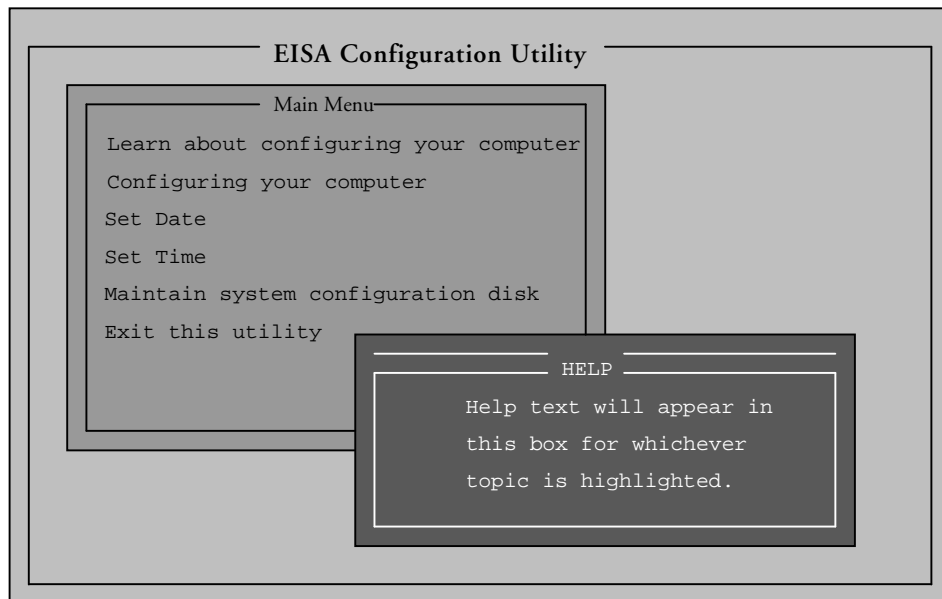 EISA Configuration Utility
Main Menu
Learn about configuring your computer
Configuring your computer
Set Date
Set Time
Maintain system configuration disk
Exit this utility
HELP
Help text will appear in
this box for whichever
topic is highlighted.